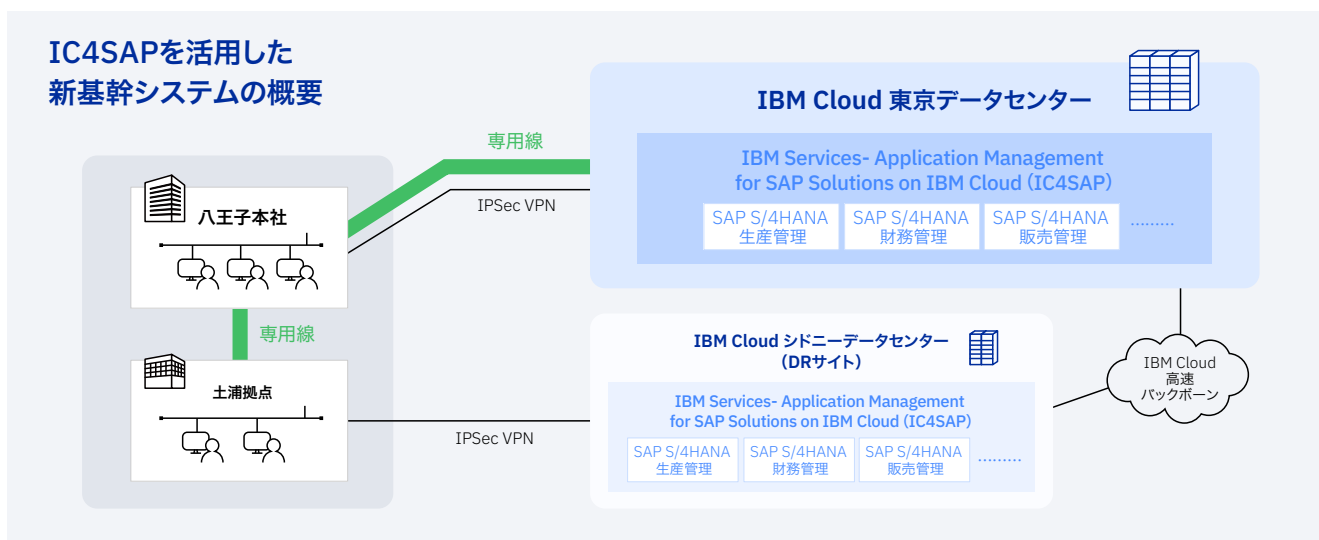 IC4SAPを活用した
新基幹システムの概要
八王子本社
専用線
土浦拠点
専用線
IPSec VPN
IPSec VPN
IBM Cloud 東京データセンター
IBM Services- Application Management
for SAP Solutions on IBM Cloud（IC4SAP）
SAP S/4HANA
生産管理
SAP S/4HANA
財務管理
SAP S/4HANA
販売管理
………
IBM Cloud シドニーデータセンター
（DRサイト）
IBM Services- Application Management
for SAP Solutions on IBM Cloud（IC4SAP）
SAP S/4HANA
生産管理
SAP S/4HANA
財務管理
SAP S/4HANA
販売管理
………
IBM Cloud
高速
バックボーン